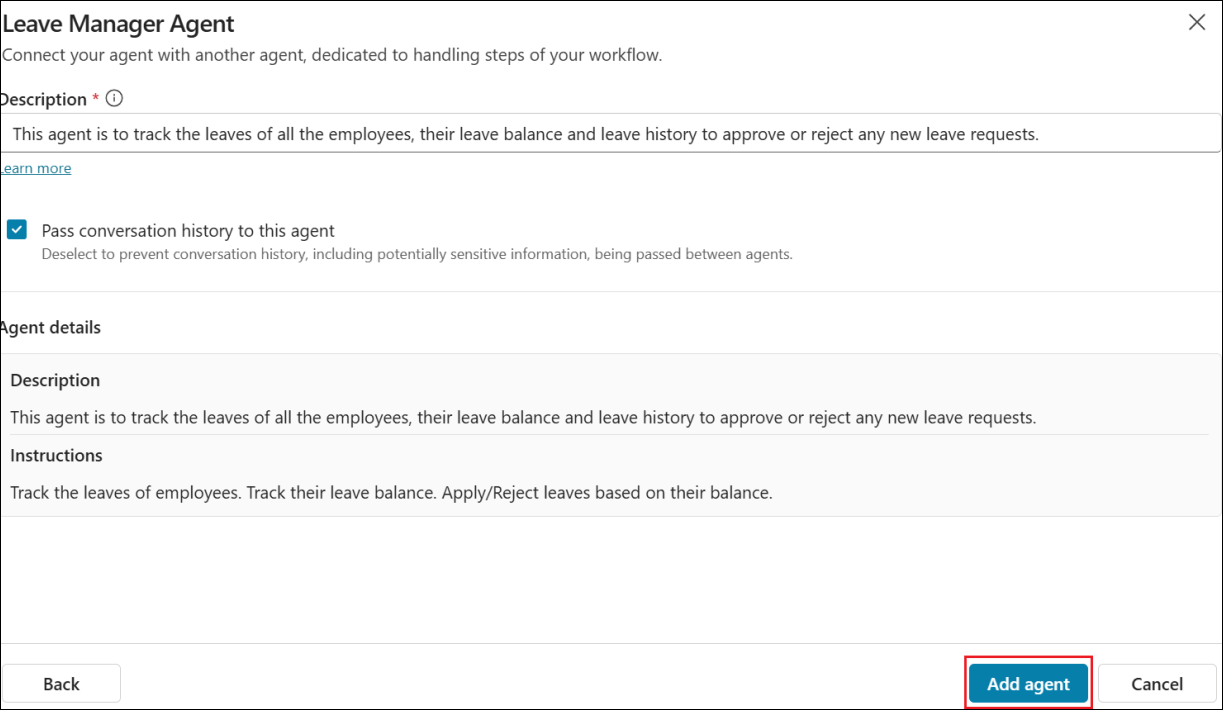 Leave Manager Agent
Connect your agent with another agent, dedicated to handling steps of your workflow.
Description *
This agent is to track the leaves of all the employees, their leave balance and leave history to approve or reject any new leave requests.
Learn more
Pass conversation history to this agent
Deselect to prevent conversation history, including potentially sensitive information, being passed between agents.
Agent details
Description
This agent is to track the leaves of all the employees, their leave balance and leave history to approve or reject any new leave requests.
Instructions
Track the leaves of employees. Track their leave balance. Apply/Reject leaves based on their balance.
Back
Add agent
Cancel